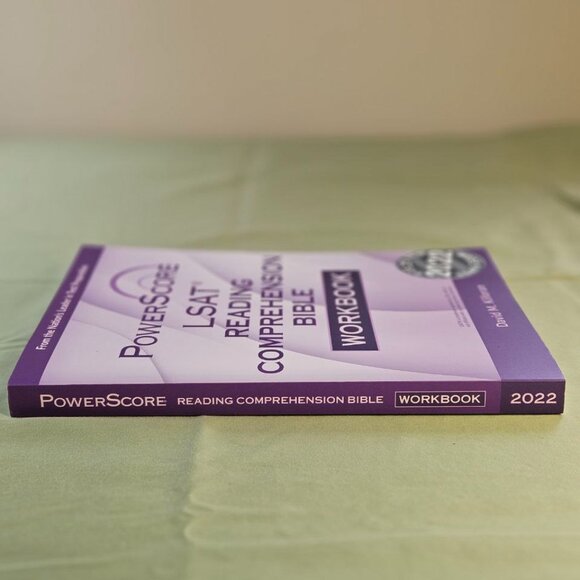 From the Nation's Leader in Test Preparation
POWERSCORE
LSAT
READING
COMPREHENSION
BIBLE
WORKBOOK
2022
David M. Killoran
POWERSCORE READING COMPREHENSION BIBLE WORKBOOK 2022